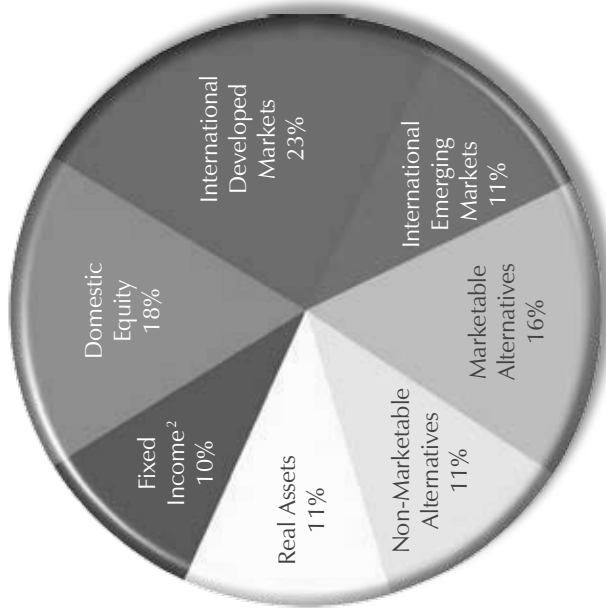 Domestic
Equity
18%
International
Developed
Markets
23%
International
Emerging
Markets
11%
Marketable
Alternatives
16%
Non-Marketable
Alternatives
11%
Real Assets
11%
Fixed
Income²
10%